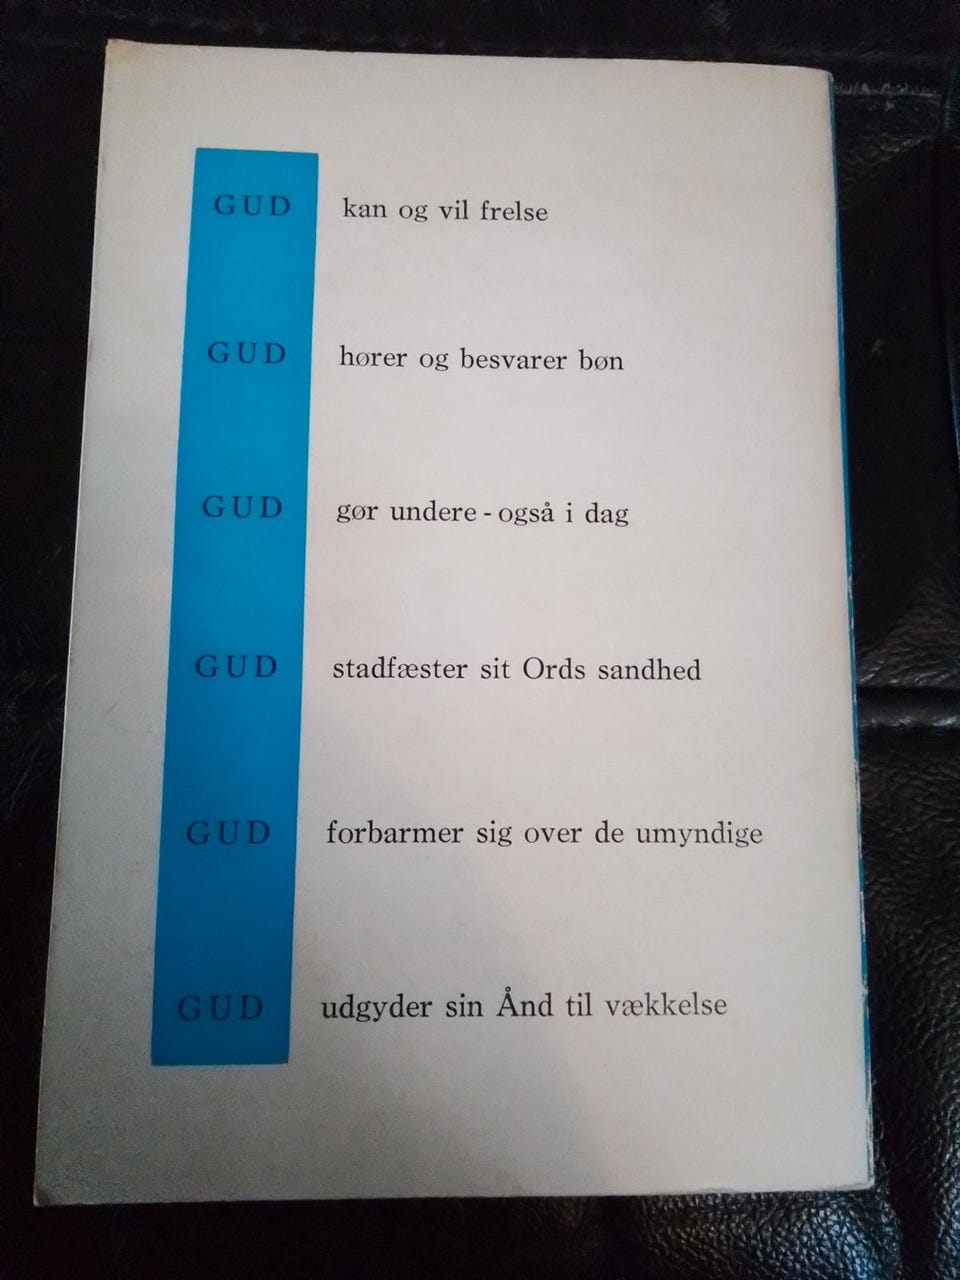 GUD kan og vil frelse
GUD hører og besvarer bøn
GUD gør undere - også i dag
GUD stadfæster sit Ords sandhed
GUD forbarmer sig over de umyndige
GUD udgyder sin Ånd til vækkelse